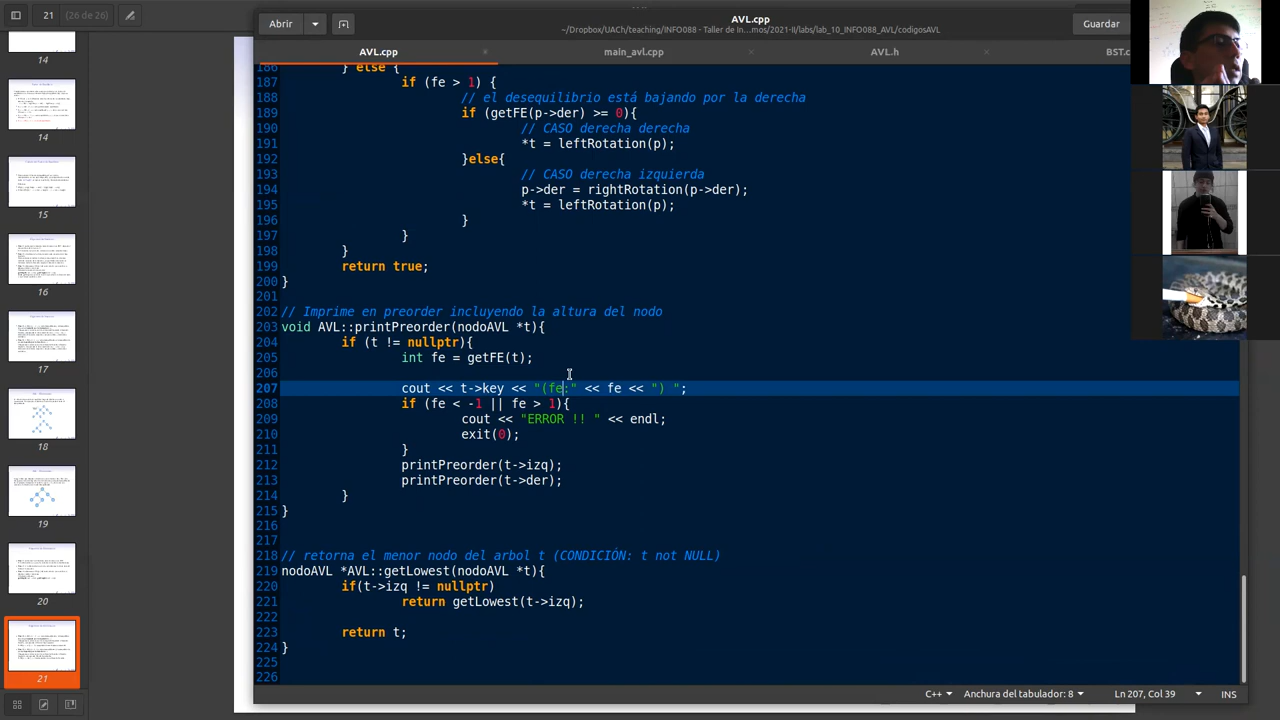 21
(26 de 26)
Abrir
AVL.cpp
~/Dropbox/UACh/teaching/INFO088 - Taller de In...mos/2021-II/labs/lab_10_INFO088_AVL/codigosAVL
Guardar
AVL.cpp
main_avl.cpp
AVL.h
BST.c
186 } else {
187 if (fe > 1) {
188 // El desequilibrio está bajando por la derecha
189 if (getFE(p->der) >= 0){
190 // CASO derecha derecha
191 *t = leftRotation(p);
192 }else{
193 // CASO derecha izquierda
194 p->der = rightRotation(p->der);
195 *t = leftRotation(p);
196 }
197 }
198 }
199 return true;
200 }
201
202 // Imprime en preorder incluyendo la altura del nodo
203 void AVL::printPreorder(nodoAVL *t){
204 if (t != nullptr){
205 int fe = getFE(t);
206
207 cout << t->key << "(fe:" << fe << ") ";
208 if (fe < -1 || fe > 1){
209 cout << "ERROR !! " << endl;
210 exit(0);
211 }
212 printPreorder(t->izq);
213 printPreorder(t->der);
214 }
215 }
216
217
218 // retorna el menor nodo del arbol t (CONDICIÓN: t not NULL)
219 nodoAVL *AVL::getLowest(nodoAVL *t){
220 if(t->izq != nullptr)
221 return getLowest(t->izq);
222
223 return t;
224 }
225
226
C++
Anchura del tabulador: 8
Ln 207, Col 39
INS
14
14
15
16
17
18
19
20
21